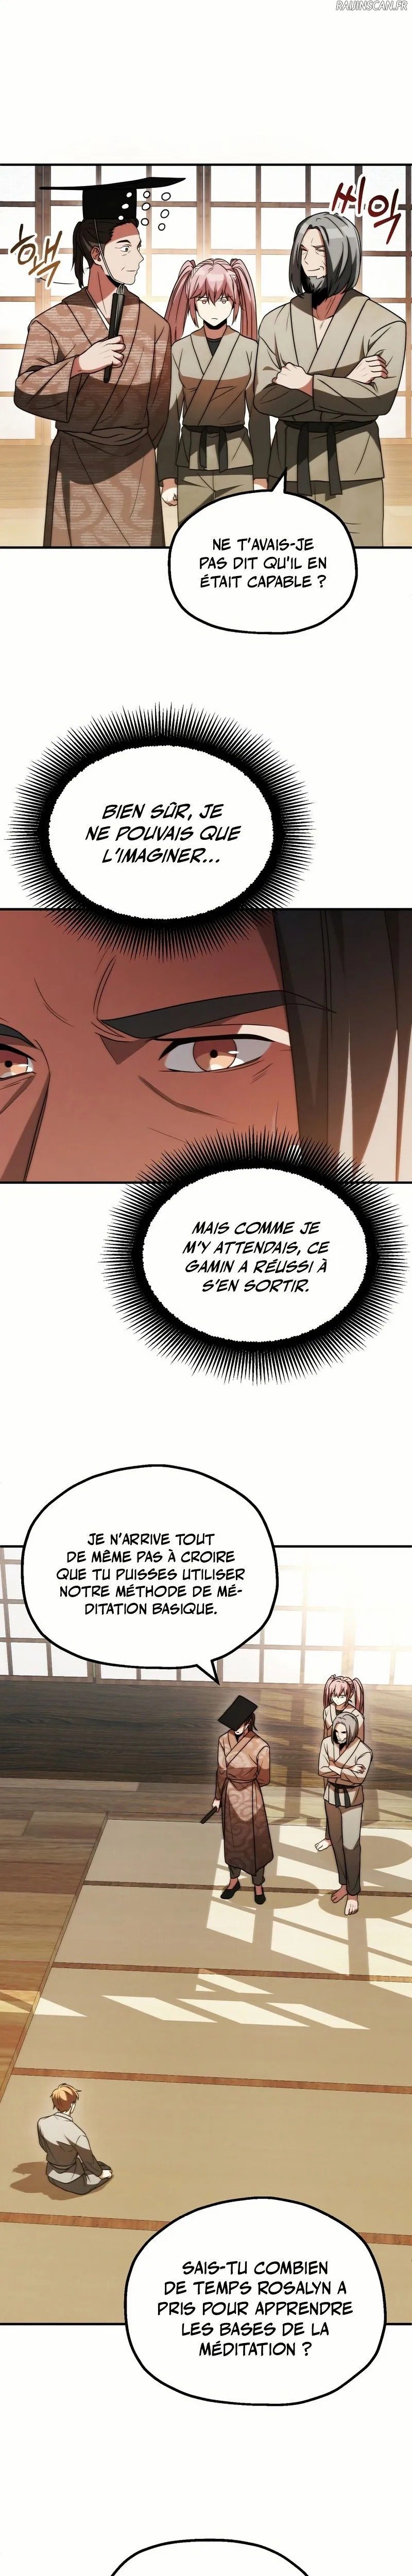 RAIJINSCAN.FR
씨익
핸썩
NE T'AVAIS-JE
PAS DIT QU'IL EN
ÉTAIT CAPABLE ?
BIEN SÛR, JE
NE POUVAIS QUE
L'IMAGINER...
MAIS COMME JE
M'Y ATTENDAIS, CE
GAMIN A RÉUSSI À
S'EN SORTIR.
JE N'ARRIVE TOUT
DE MÊME PAS À CROIRE
QUE TU PUISSES UTILISER
NOTRE MÉTHODE DE MÉ-
DITATION BASIQUE.
SAIS-TU COMBIEN
DE TEMPS ROSALYN A
PRIS POUR APPRENDRE
LES BASES DE LA
MÉDITATION ?